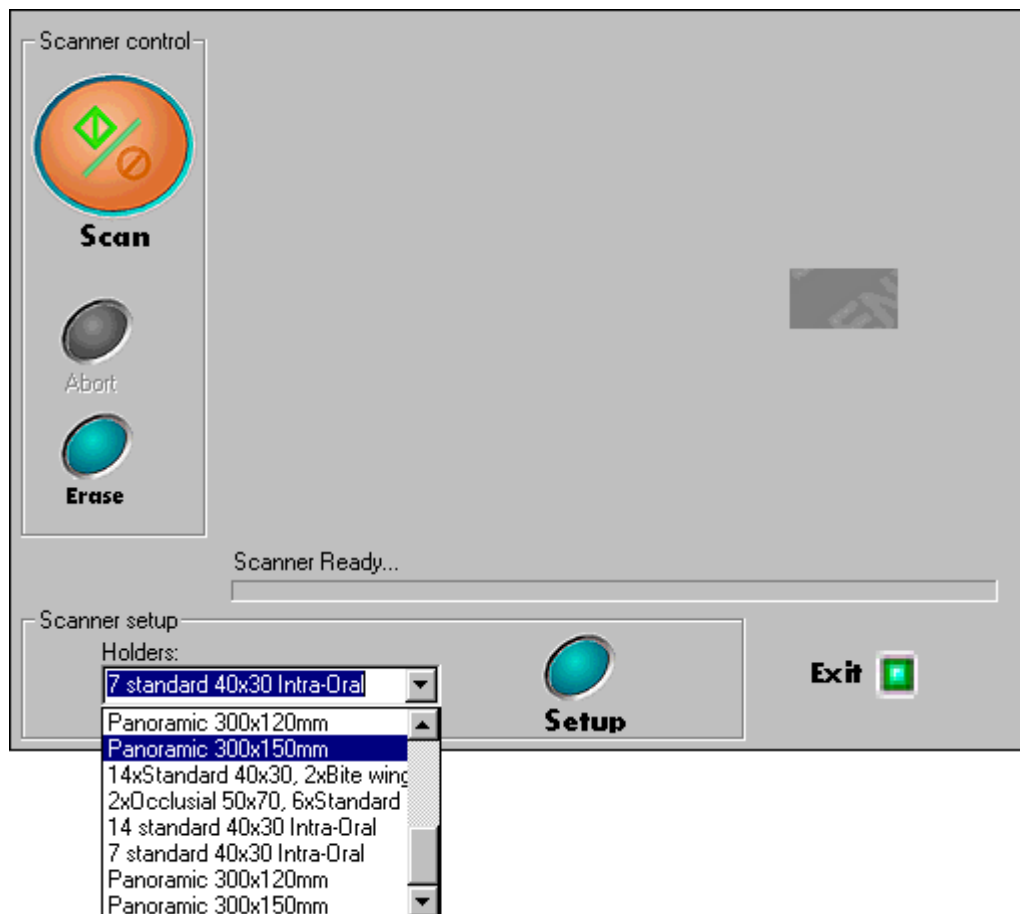 Scanner control
Scan
Abort
Erase
Scanner Ready...
Scanner setup
Holders:
7 standard 40x30 Intra-Oral
Setup
Exit
Panoramic 300x120mm
Panoramic 300x150mm
14xStandard 40x30, 2xBite wing
2xOcclusial 50x70, 6xStandard
14 standard 40x30 Intra-Oral
7 standard 40x30 Intra-Oral
Panoramic 300x120mm
Panoramic 300x150mm